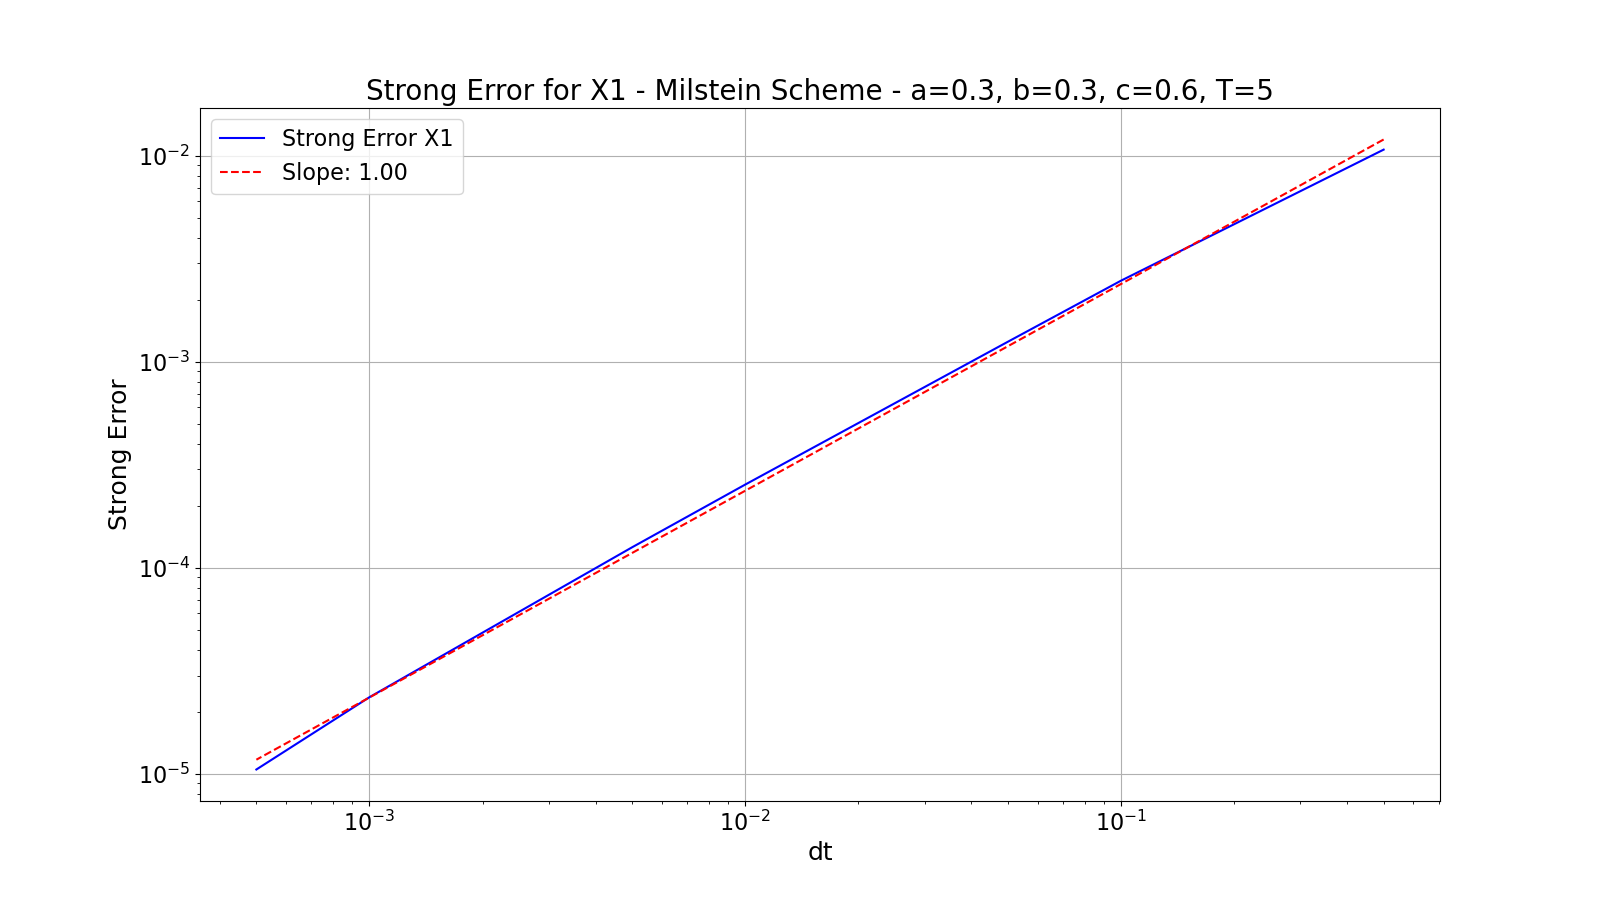 Strong Error for X1 - Milstein Scheme - a=0.3, b=0.3, c=0.6, T=5
Strong Error X1
Slope: 1.00
10⁻²
10⁻³
10⁻⁴
10⁻⁵
Strong Error
10⁻³ 10⁻² 10⁻¹
dt